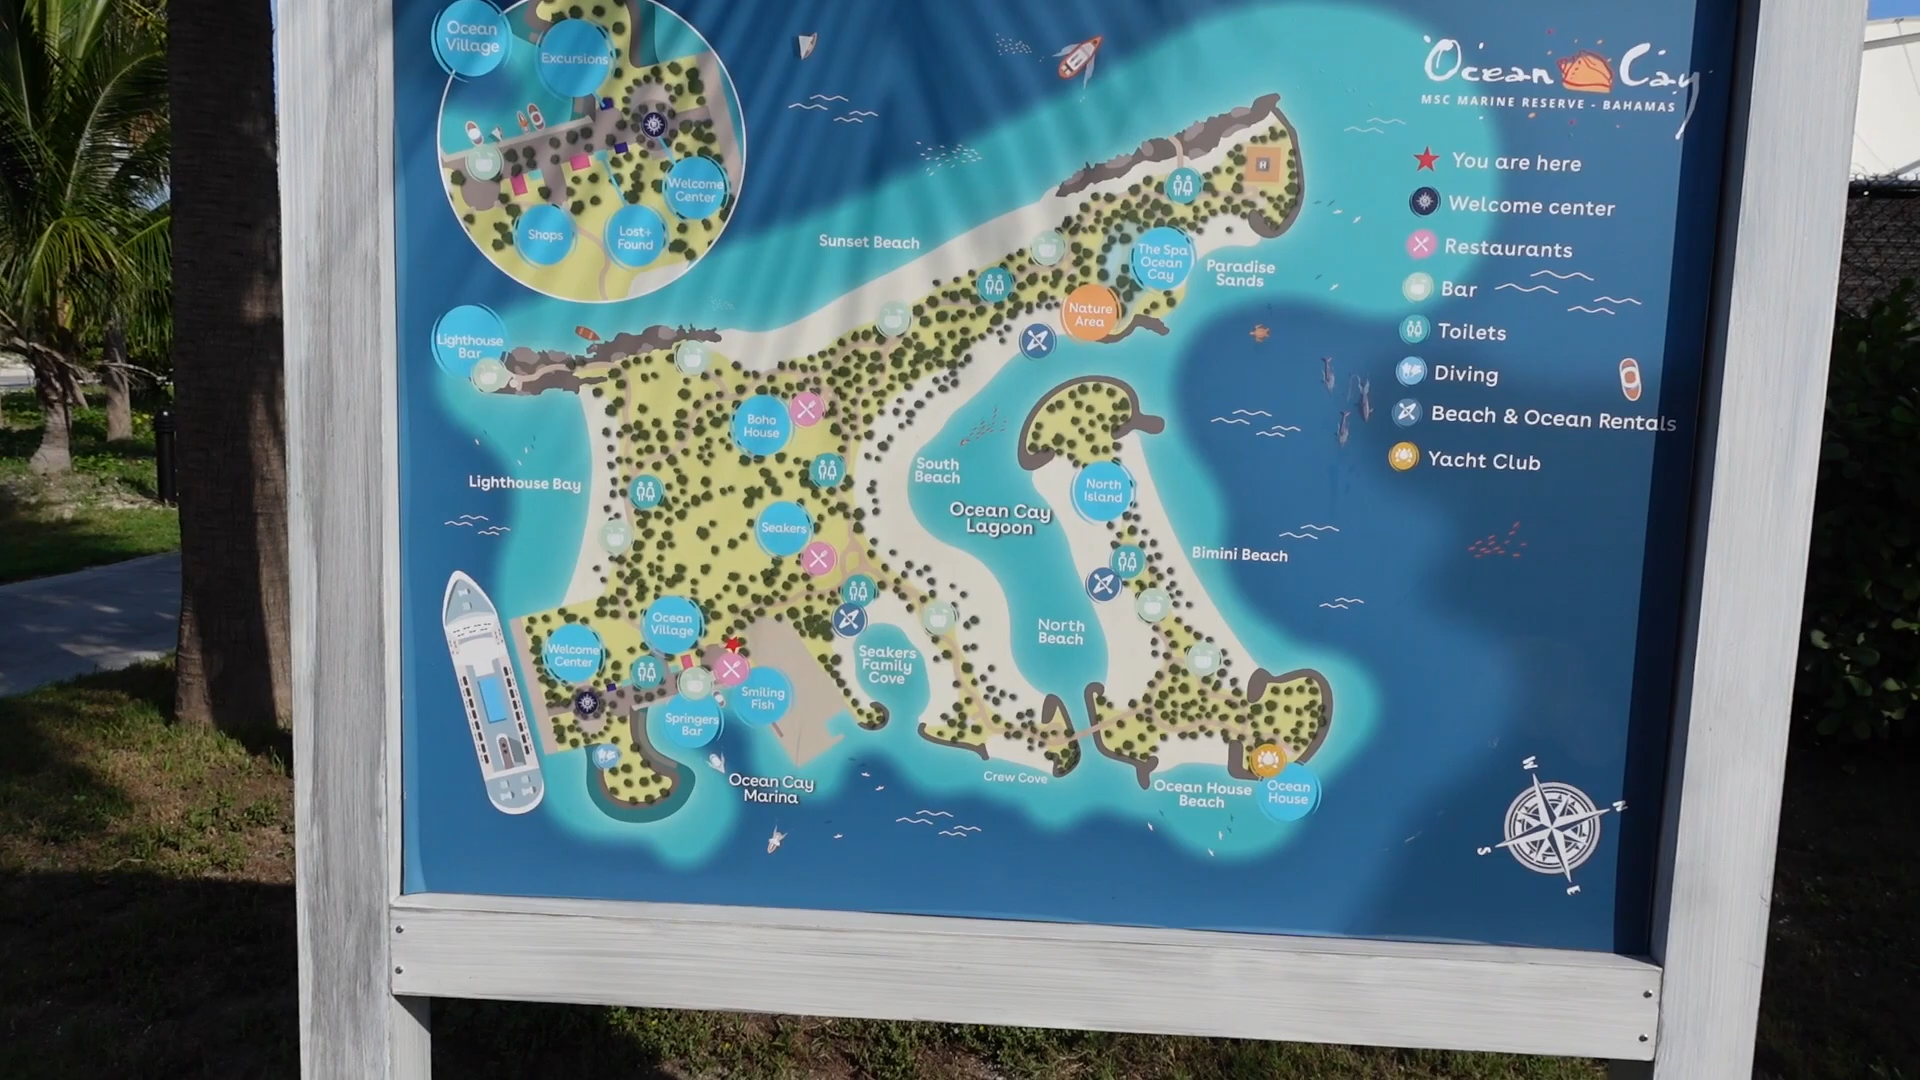 Ocean
Village
Excursions
Welcome
Center
Shops
Lost+
Found
Ocean Cay
MSC MARINE RESERVE - BAHAMAS
You are here
Welcome center
Restaurants
Bar
Toilets
Diving
Beach & Ocean Rentals
Yacht Club
Sunset Beach
H
The Spa
Ocean
Cay
Paradise
Sands
Nature
Area
Lighthouse
Bar
Boho
House
Lighthouse Bay
South
Beach
Ocean Cay
Lagoon
North
Island
Seakers
Bimini Beach
Ocean
Village
Welcome
Center
North
Beach
Seakers
Family
Cove
Smiling
Fish
Springers
Bar
Ocean Cay
Marina
Crew Cove
Ocean House
Beach
Ocean
House
W
N
S
E